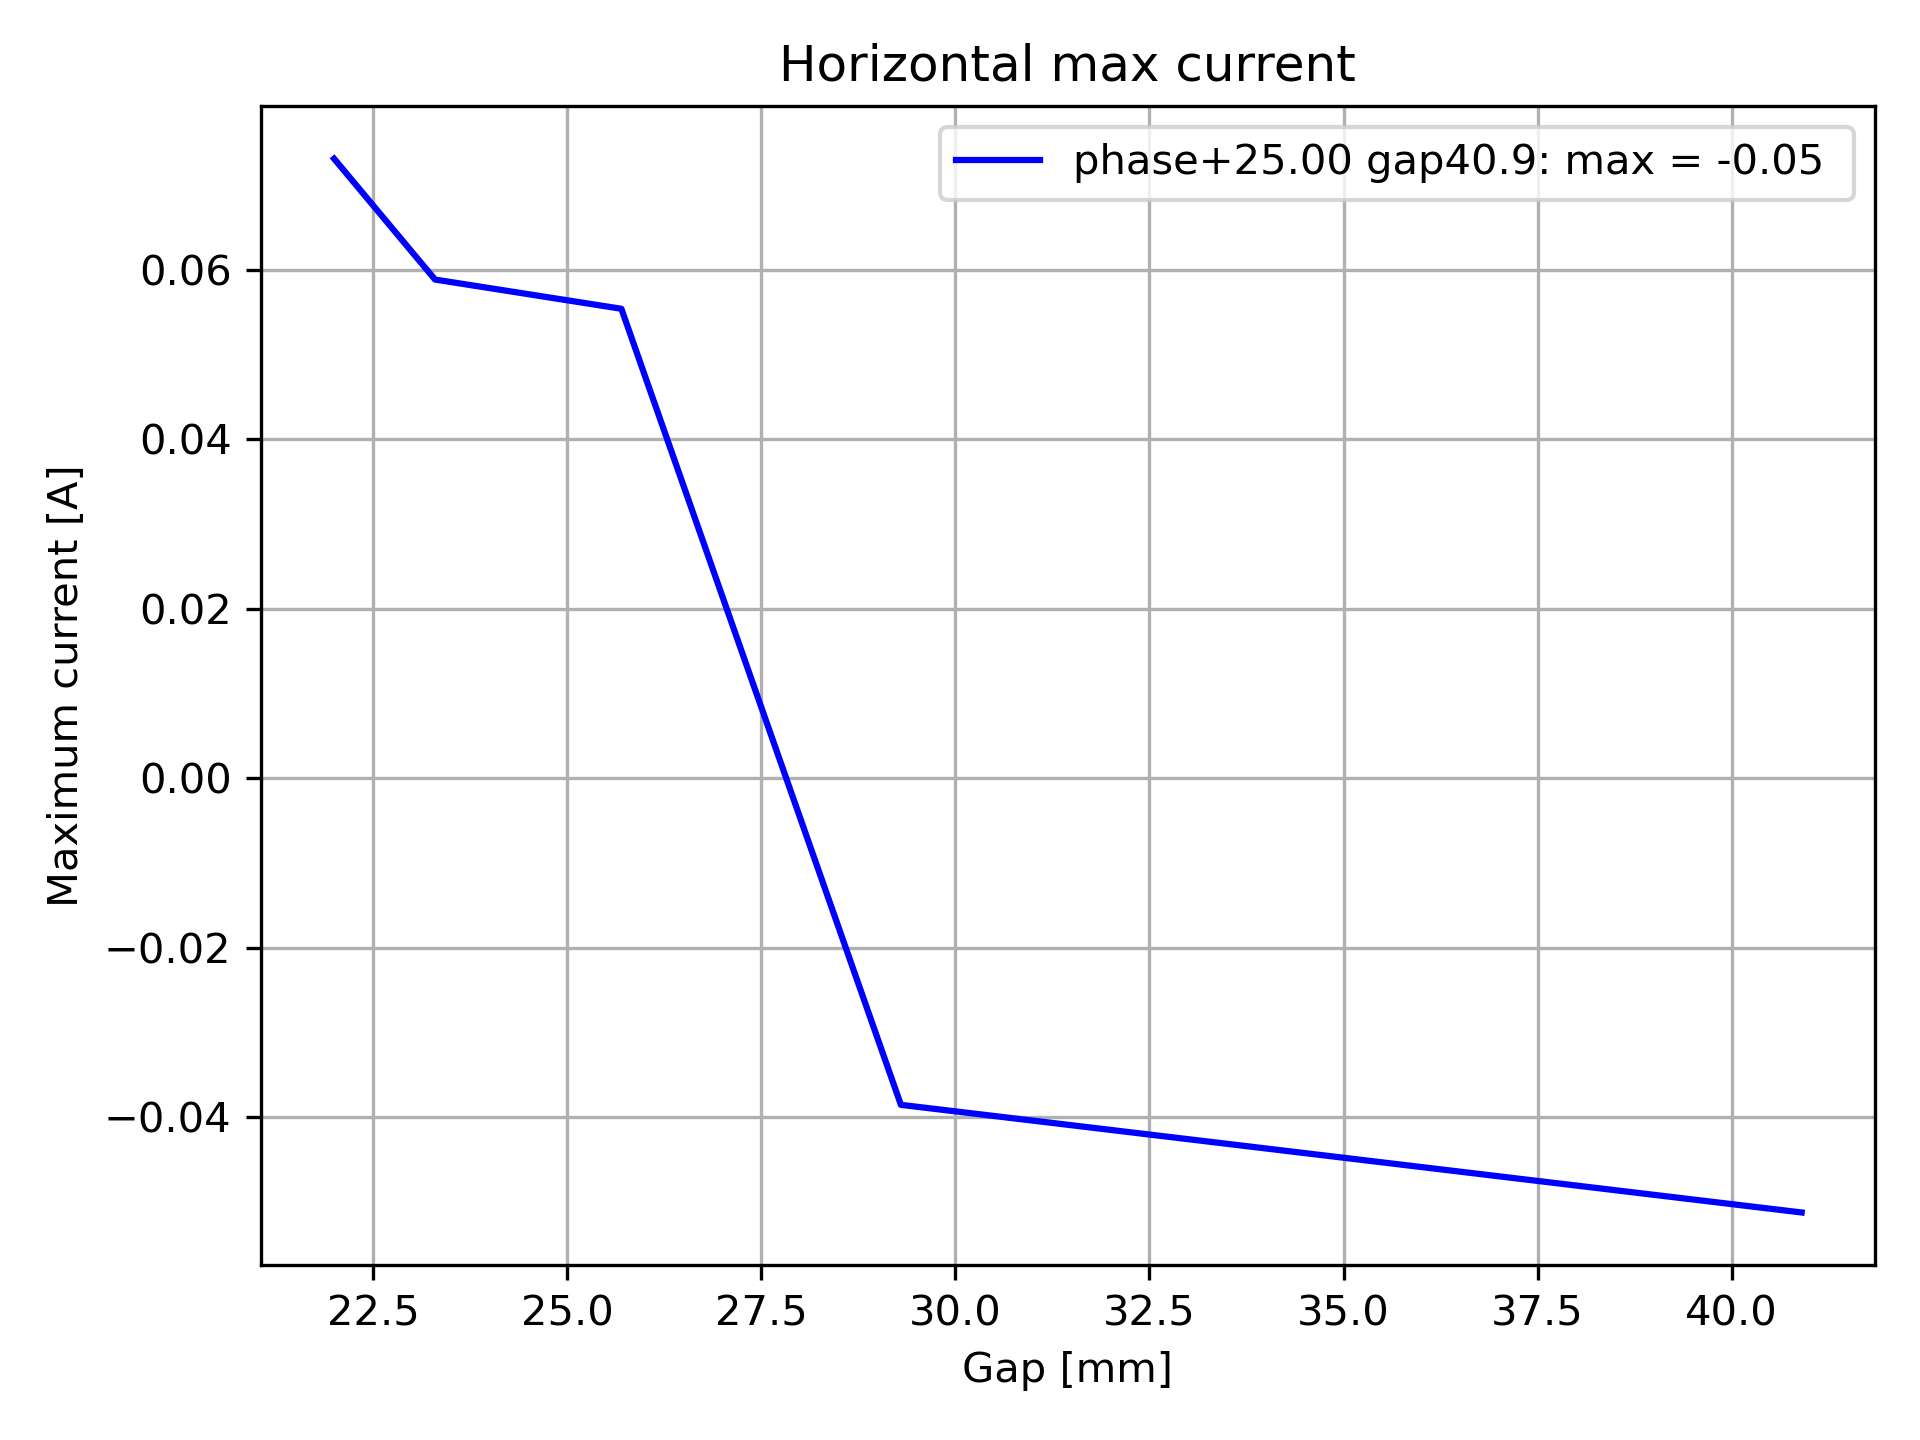 Horizontal max current
phase+25.00 gap40.9: max = -0.05
0.06
0.04
0.02
0.00
−0.02
−0.04
Maximum current [A]
22.5 25.0 27.5 30.0 32.5 35.0 37.5 40.0
Gap [mm]